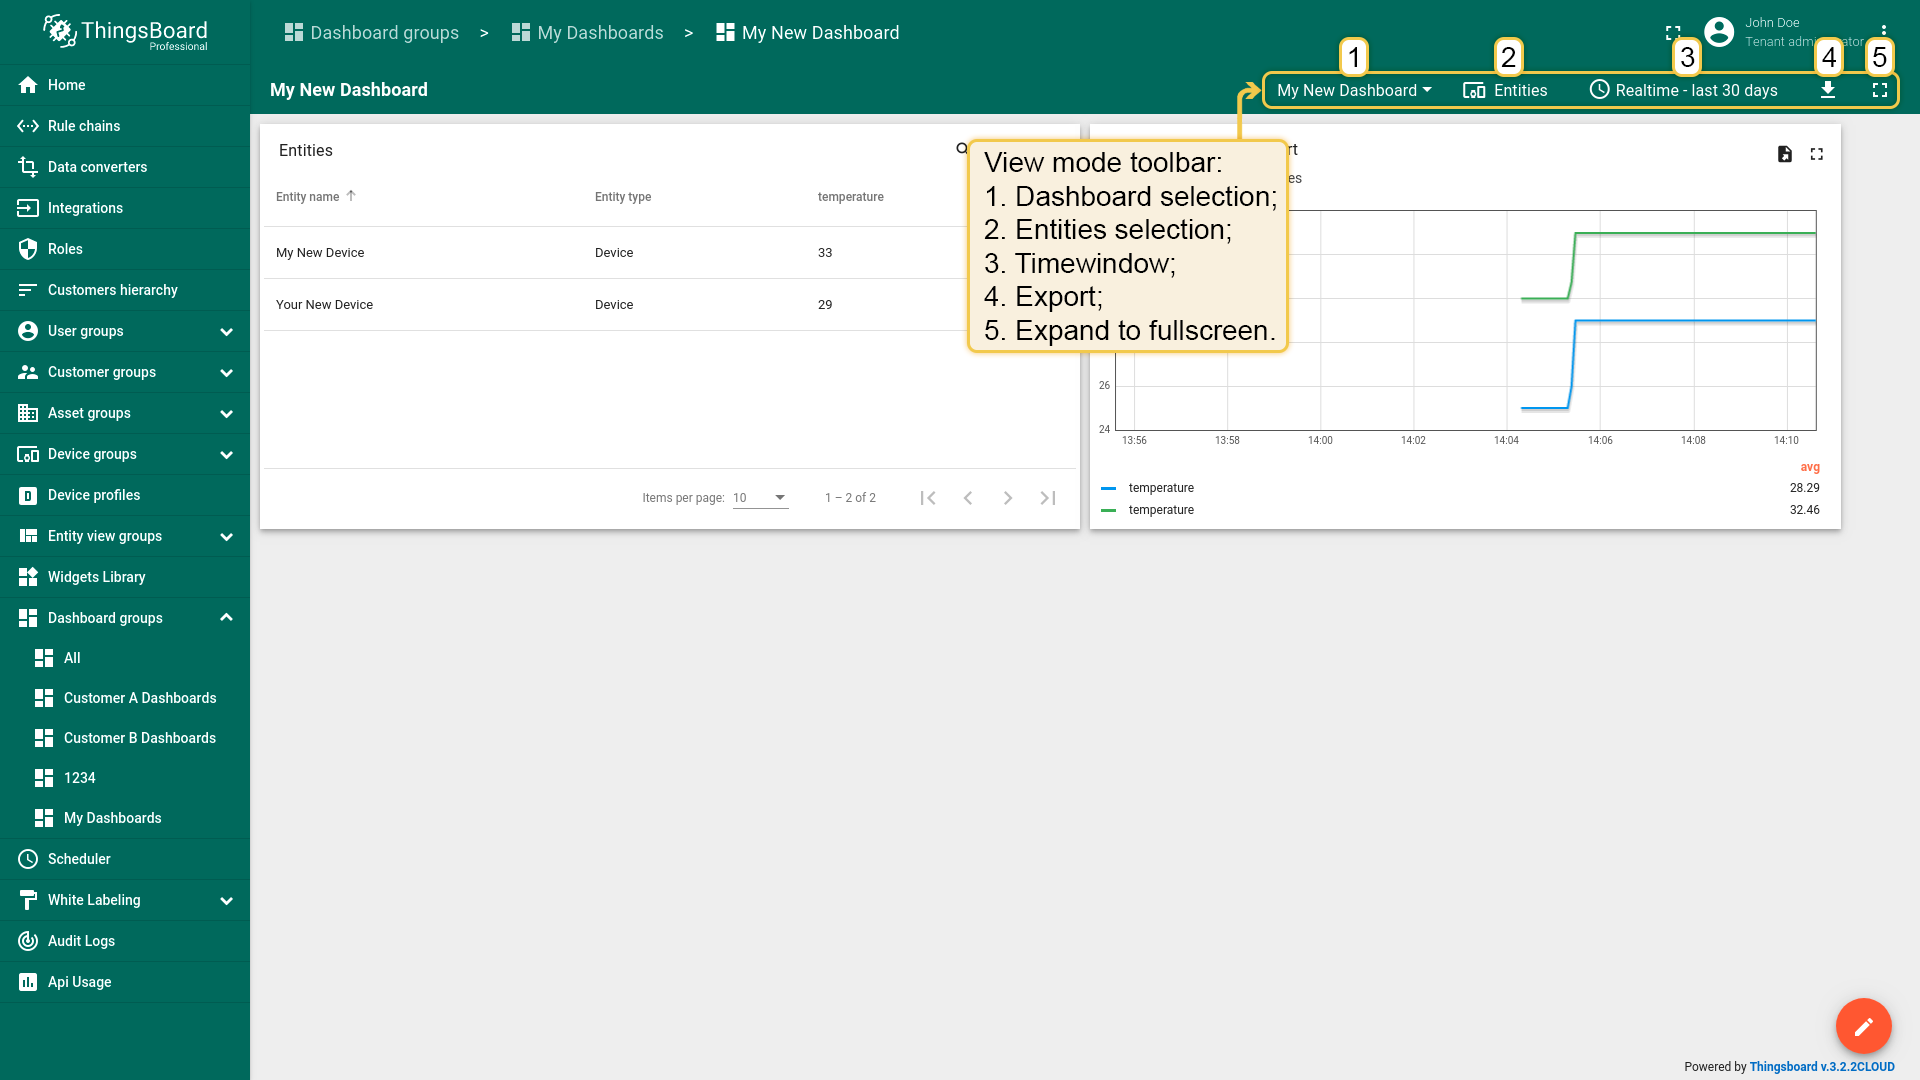 ThingsBoard
Professional
Dashboard groups > My Dashboards > My New Dashboard
John Doe
Tenant administrator
1 2 3 4 5
My New Dashboard
My New Dashboard Entities Realtime - last 30 days
Home
Rule chains
Data converters
Integrations
Roles
Customers hierarchy
User groups
Customer groups
Asset groups
Device groups
Device profiles
Entity view groups
Widgets Library
Dashboard groups
All
Customer A Dashboards
Customer B Dashboards
1234
My Dashboards
Scheduler
White Labeling
Audit Logs
Api Usage
Entities
Entity name Entity type temperature
My New Device Device 33
Your New Device Device 29
Items per page: 10 1 – 2 of 2
View mode toolbar:
1. Dashboard selection;
2. Entities selection;
3. Timewindow;
4. Export;
5. Expand to fullscreen.
26
24
13:56 13:58 14:00 14:02 14:04 14:06 14:08 14:10
avg
temperature 28.29
temperature 32.46
Powered by Thingsboard v.3.2.2CLOUD